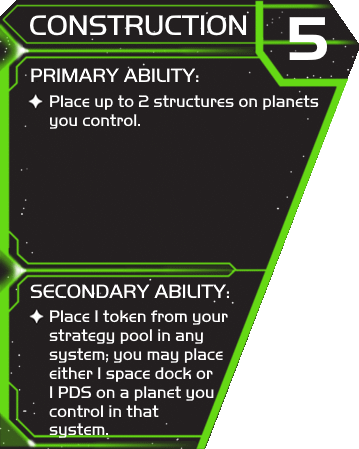 CONSTRUCTION
5
PRIMARY ABILITY:
Place up to 2 structures on planets
you control.
SECONDARY ABILITY:
Place 1 token from your
strategy pool in any
system; you may place
either 1 space dock or
1 PDS on a planet you
control in that
system.